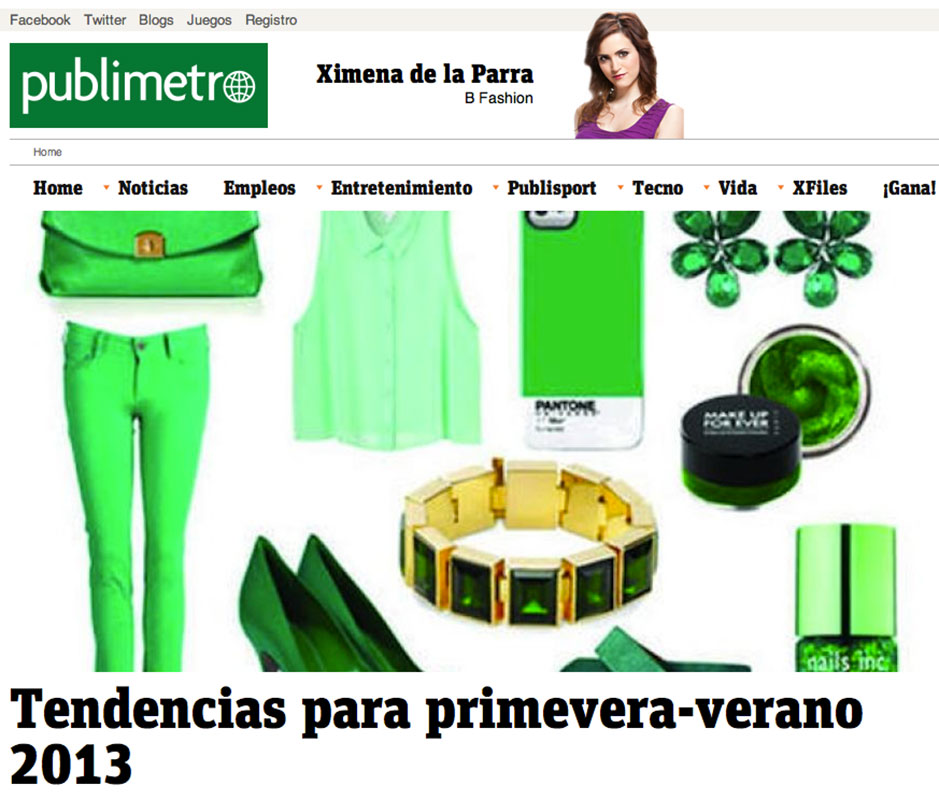 Facebook Twitter Blogs Juegos Registro
publimetro
Ximena de la Parra
B Fashion
Home
Home Noticias Empleos Entretenimiento Publisport Tecno Vida XFiles ¡Gana!
PANTONE
MAKE UP
FOR EVER
nails inc
Tendencias para primevera-verano
2013